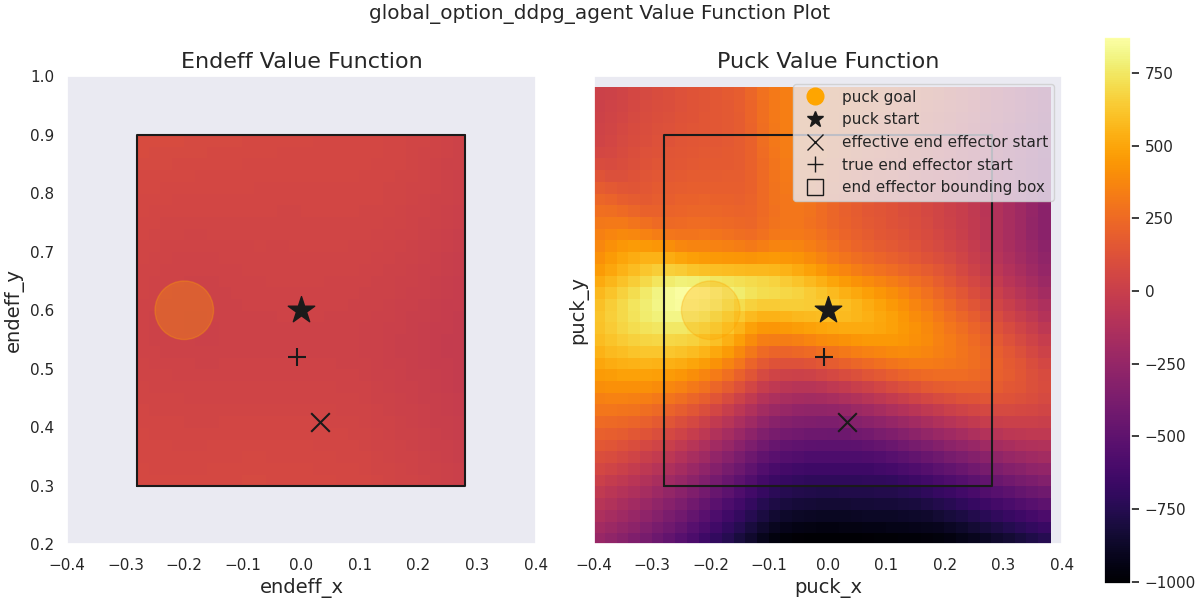 global_option_ddpg_agent Value Function Plot
Endeff Value Function
1.0
0.9
0.8
0.7
0.6
0.5
0.4
0.3
0.2
endeff_y
−0.4 −0.3 −0.2 −0.1 0.0 0.1 0.2 0.3 0.4
endeff_x
Puck Value Function
puck goal
puck start
effective end effector start
true end effector start
end effector bounding box
puck_y
−0.4 −0.3 −0.2 −0.1 0.0 0.1 0.2 0.3 0.4
puck_x
750
500
250
0
−250
−500
−750
−1000